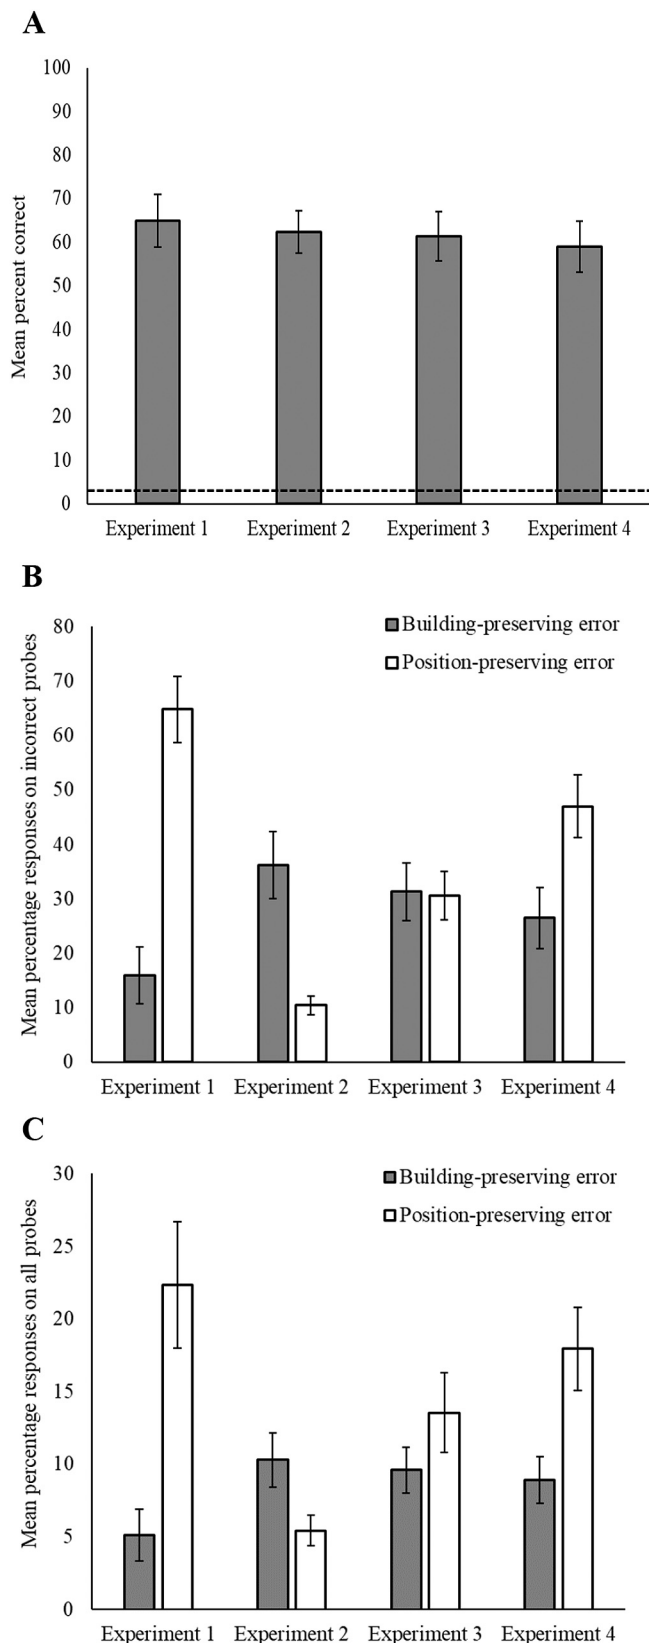 A
Mean percent correct
100
90
80
70
60
50
40
30
20
10
0
Experiment 1 Experiment 2 Experiment 3 Experiment 4
B
Mean percentage responses on incorrect probes
Building-preserving error
Position-preserving error
80
70
60
50
40
30
20
10
0
Experiment 1 Experiment 2 Experiment 3 Experiment 4
C
Mean percentage responses on all probes
Building-preserving error
Position-preserving error
30
25
20
15
10
5
0
Experiment 1 Experiment 2 Experiment 3 Experiment 4